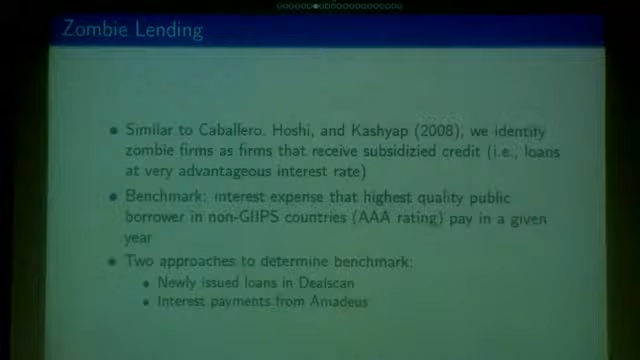 Zombie Lending
• Similar to Caballero, Hoshi, and Kashyap (2008), we identify
zombie firms as firms that receive subsidizied credit (i.e., loans
at very advantageous interest rate)
• Benchmark: interest expense that highest quality public
borrower in non-GIIPS countries (AAA rating) pay in a given
year
• Two approaches to determine benchmark:
• Newly issued loans in Dealscan
• Interest payments from Amadeus